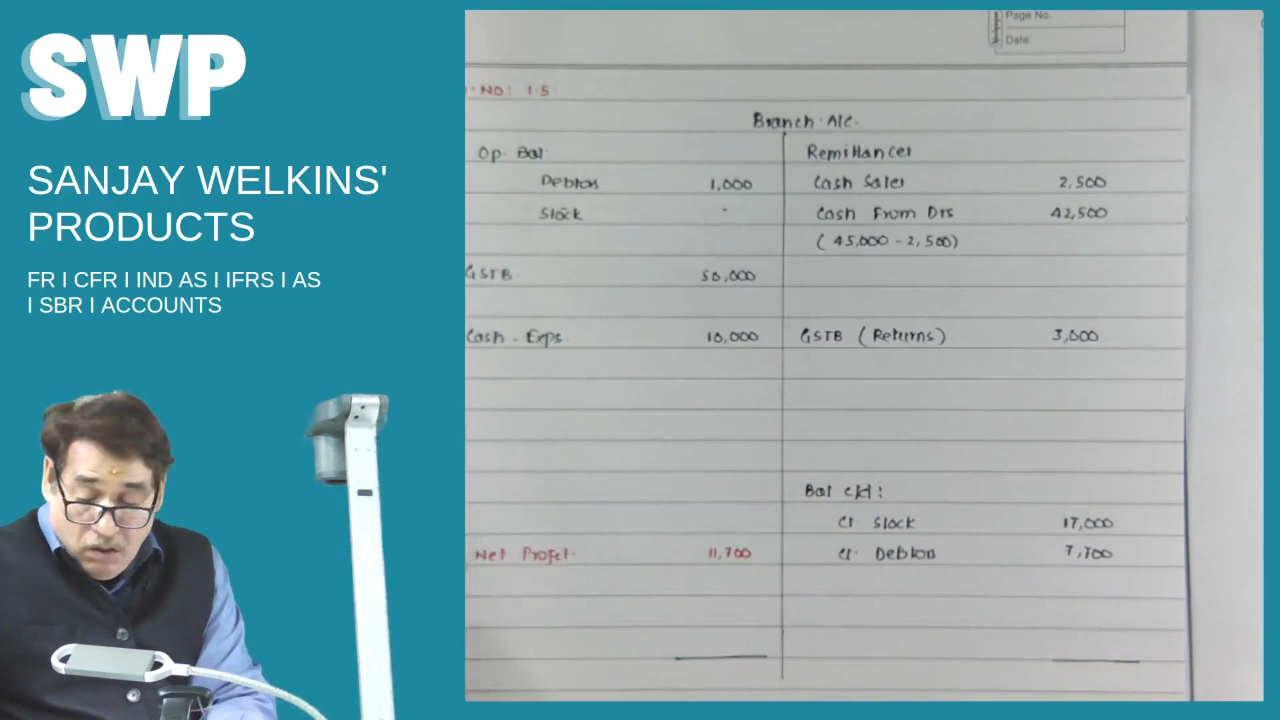 SWP
SANJAY WELKINS'
PRODUCTS
FR I CFR I IND AS I IFRS I AS
I SBR I ACCOUNTS
Page No.
Date:
NO: 1.5
Branch A/c.
Op. Bal
Debtors 1,000
Stock -
GSTB 50,000
Cash - Exps 10,000
Net Profit 11,700
Remittances
Cash Sales 2,500
Cash From Drs 42,500
(45,000 - 2,500)
GSTB (Returns) 3,000
Bal c/d:
Cl. Stock 17,000
Cl. Debtors 7,700